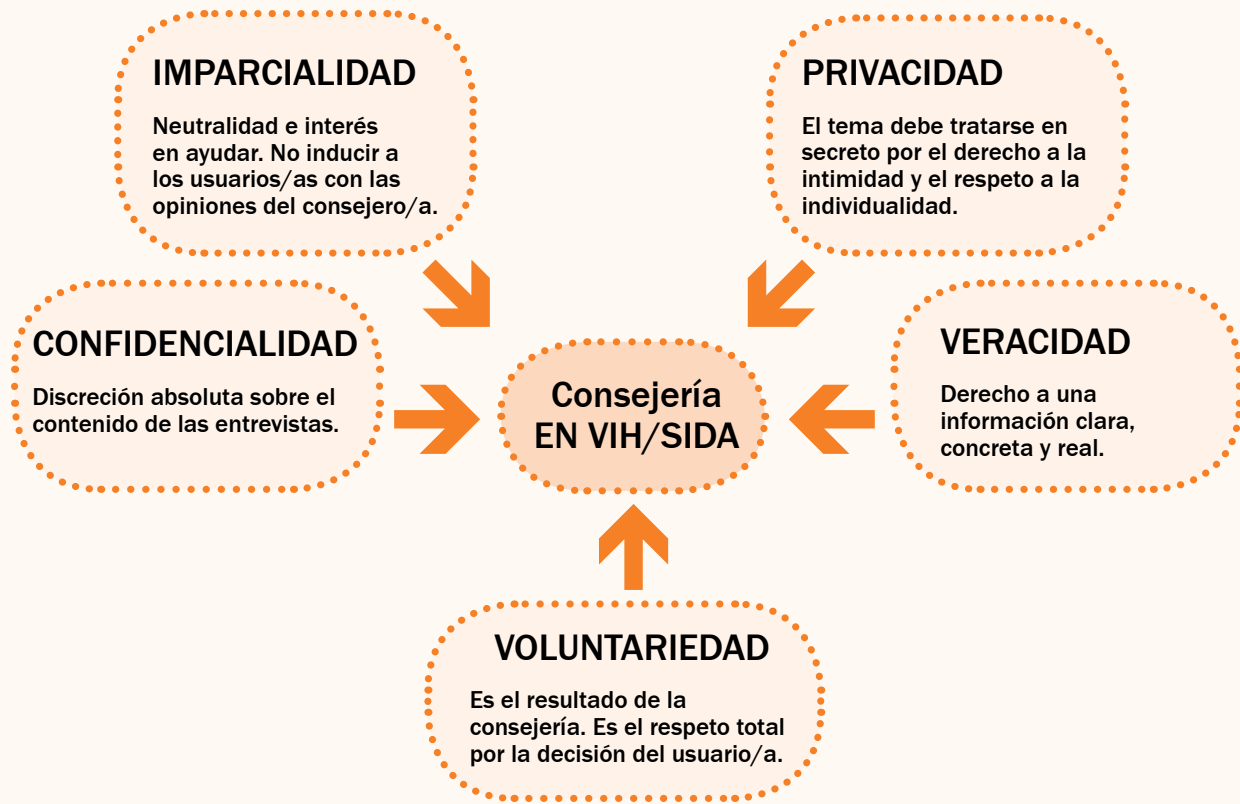 IMPARCIALIDAD
Neutralidad e interés
en ayudar. No inducir a
los usuarios/as con las
opiniones del consejero/a.
PRIVACIDAD
El tema debe tratarse en
secreto por el derecho a la
intimidad y el respeto a la
individualidad.
CONFIDENCIALIDAD
Discreción absoluta sobre el
contenido de las entrevistas.
Consejería
EN VIH/SIDA
VERACIDAD
Derecho a una
información clara,
concreta y real.
VOLUNTARIEDAD
Es el resultado de la
consejería. Es el respeto total
por la decisión del usuario/a.